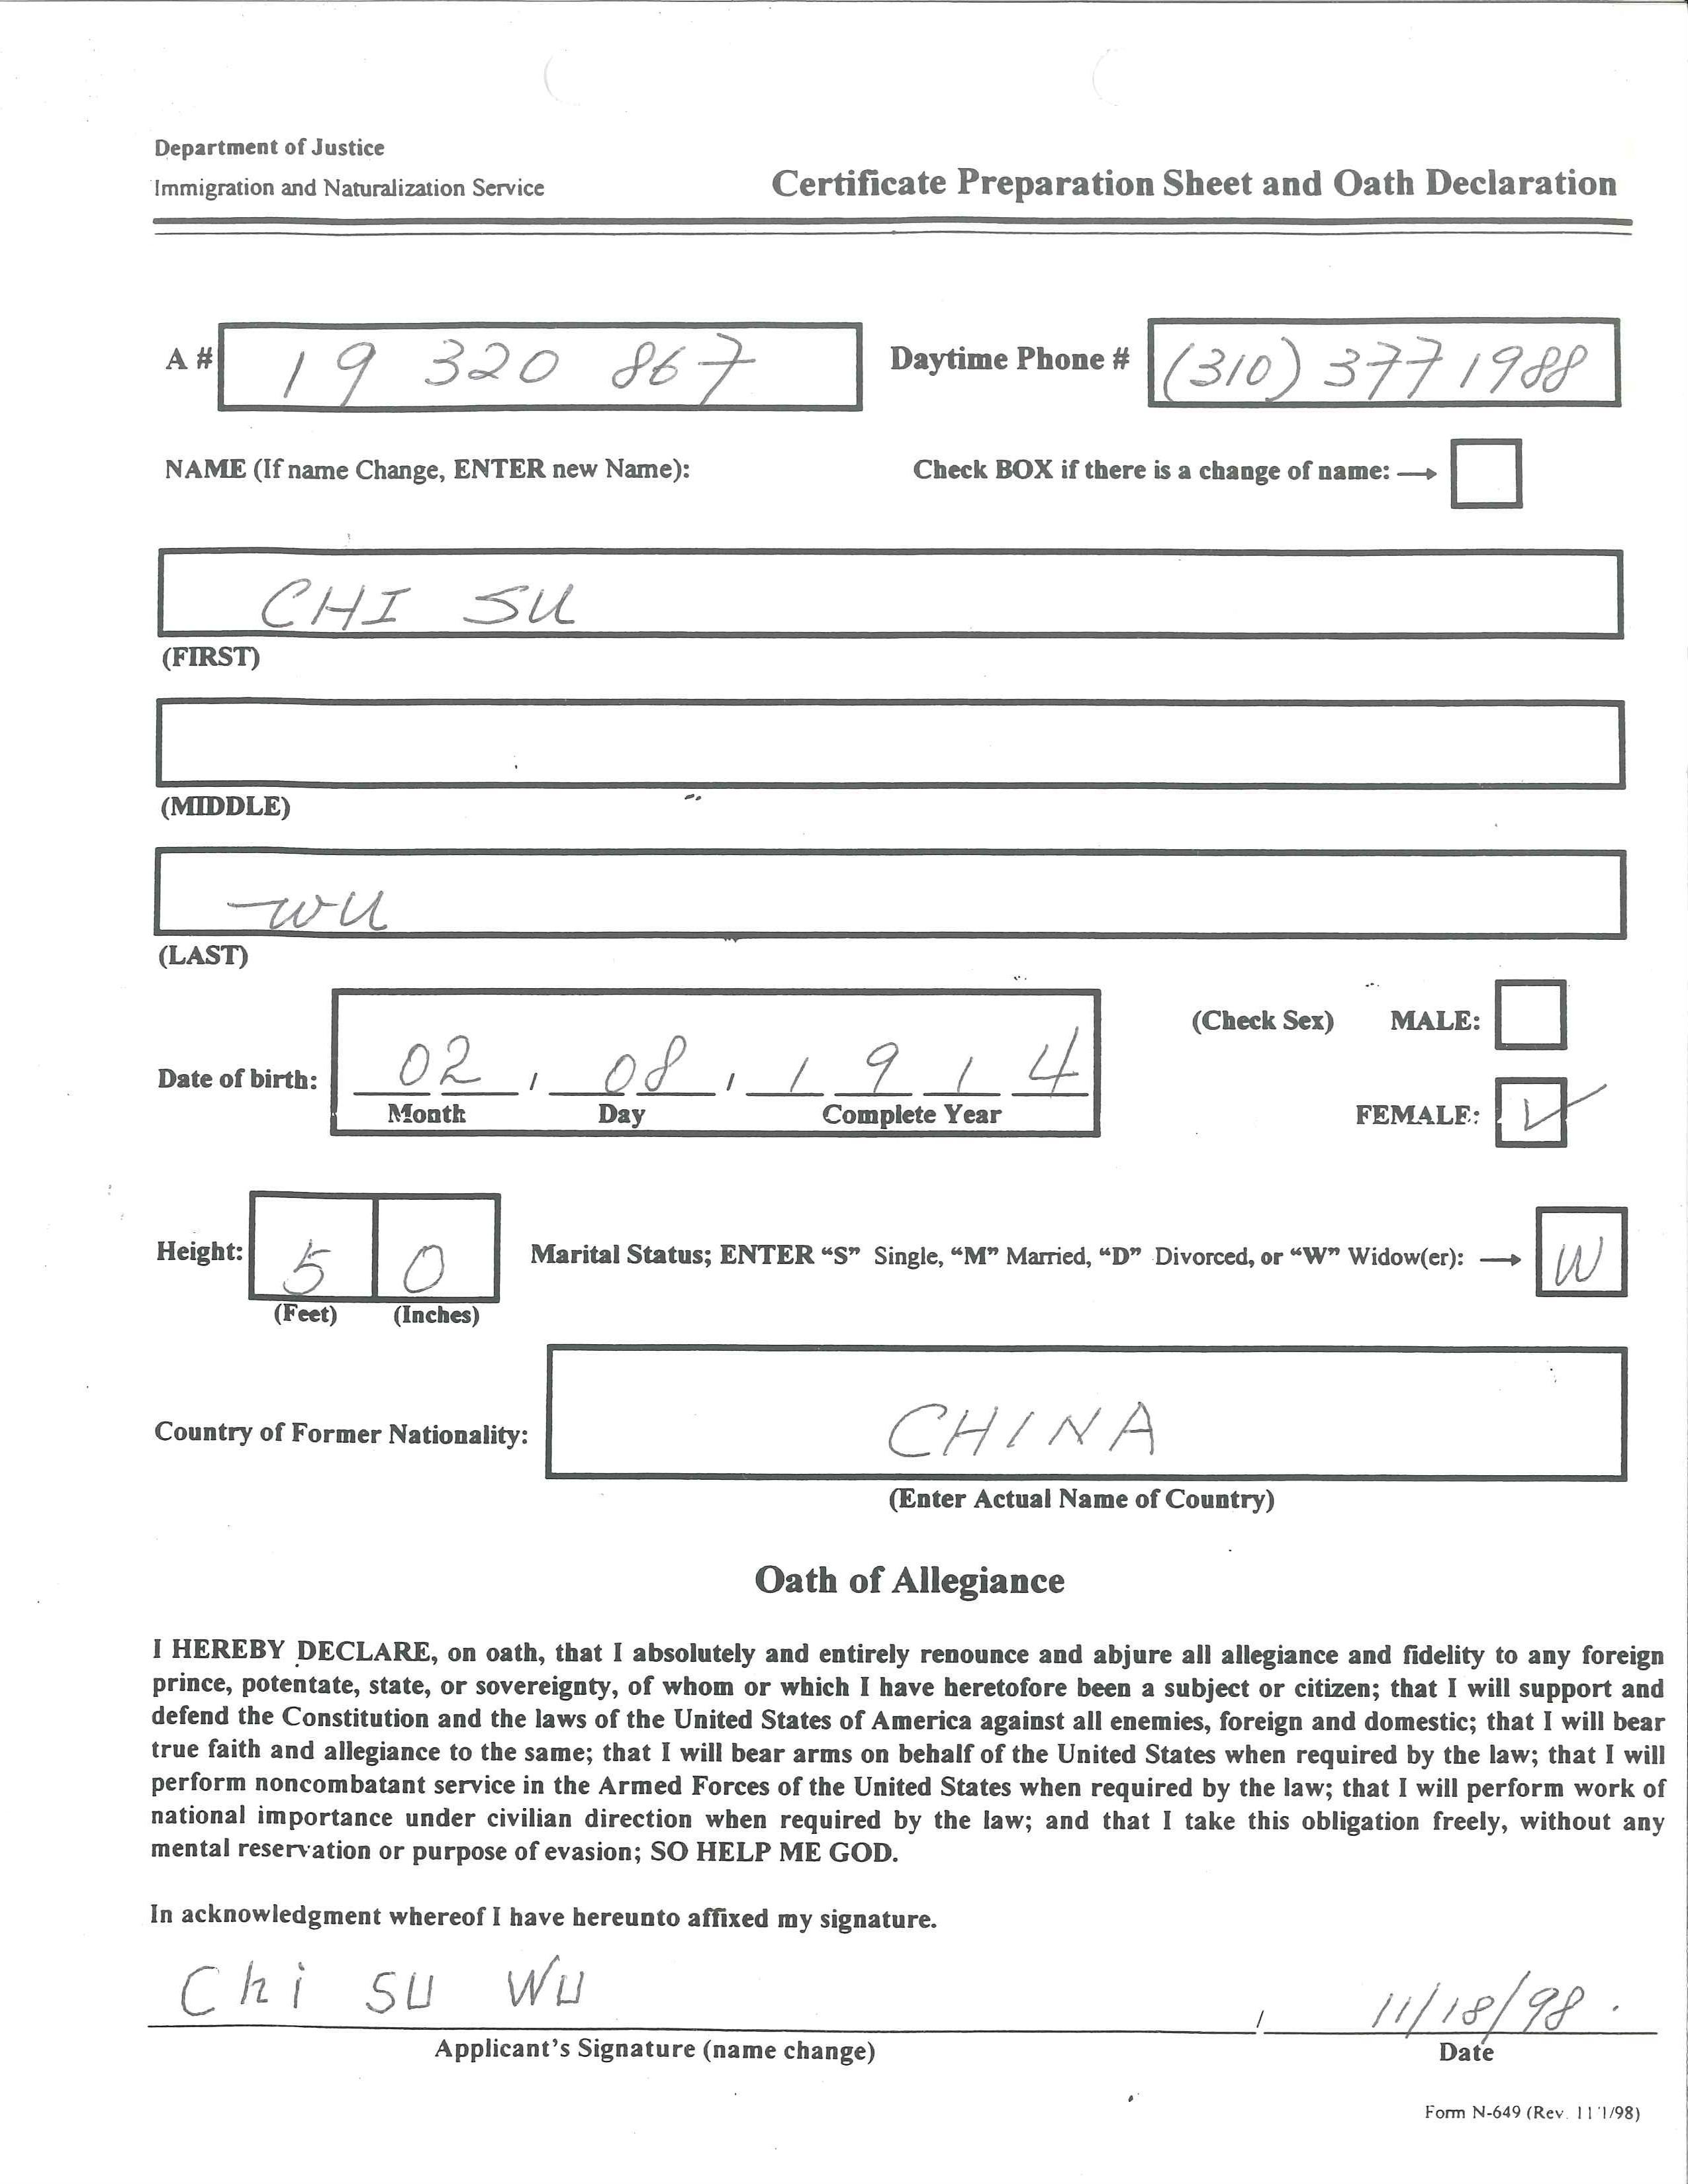 Department of Justice
Immigration and Naturalization Service
Certificate Preparation Sheet and Oath Declaration
A # 19 320 867 Daytime Phone # (310) 377 1988
NAME (If name Change, ENTER new Name): Check BOX if there is a change of name: →
CHI SU
(FIRST)
(MIDDLE)
WU
(LAST)
(Check Sex) MALE:
Date of birth: 02 / 08 / 1 9 1 4
Month Day Complete Year
FEMALE: ✓
Height: 5 0 Marital Status; ENTER “S” Single, “M” Married, “D” Divorced, or “W” Widow(er): → W
(Feet) (Inches)
Country of Former Nationality: CHINA
(Enter Actual Name of Country)
Oath of Allegiance
I HEREBY DECLARE, on oath, that I absolutely and entirely renounce and abjure all allegiance and fidelity to any foreign
prince, potentate, state, or sovereignty, of whom or which I have heretofore been a subject or citizen; that I will support and
defend the Constitution and the laws of the United States of America against all enemies, foreign and domestic; that I will bear
true faith and allegiance to the same; that I will bear arms on behalf of the United States when required by the law; that I will
perform noncombatant service in the Armed Forces of the United States when required by the law; that I will perform work of
national importance under civilian direction when required by the law; and that I take this obligation freely, without any
mental reservation or purpose of evasion; SO HELP ME GOD.
In acknowledgment whereof I have hereunto affixed my signature.
Chi SU WU / 11/18/98.
Applicant’s Signature (name change) Date
Form N-649 (Rev. 11/1/98)